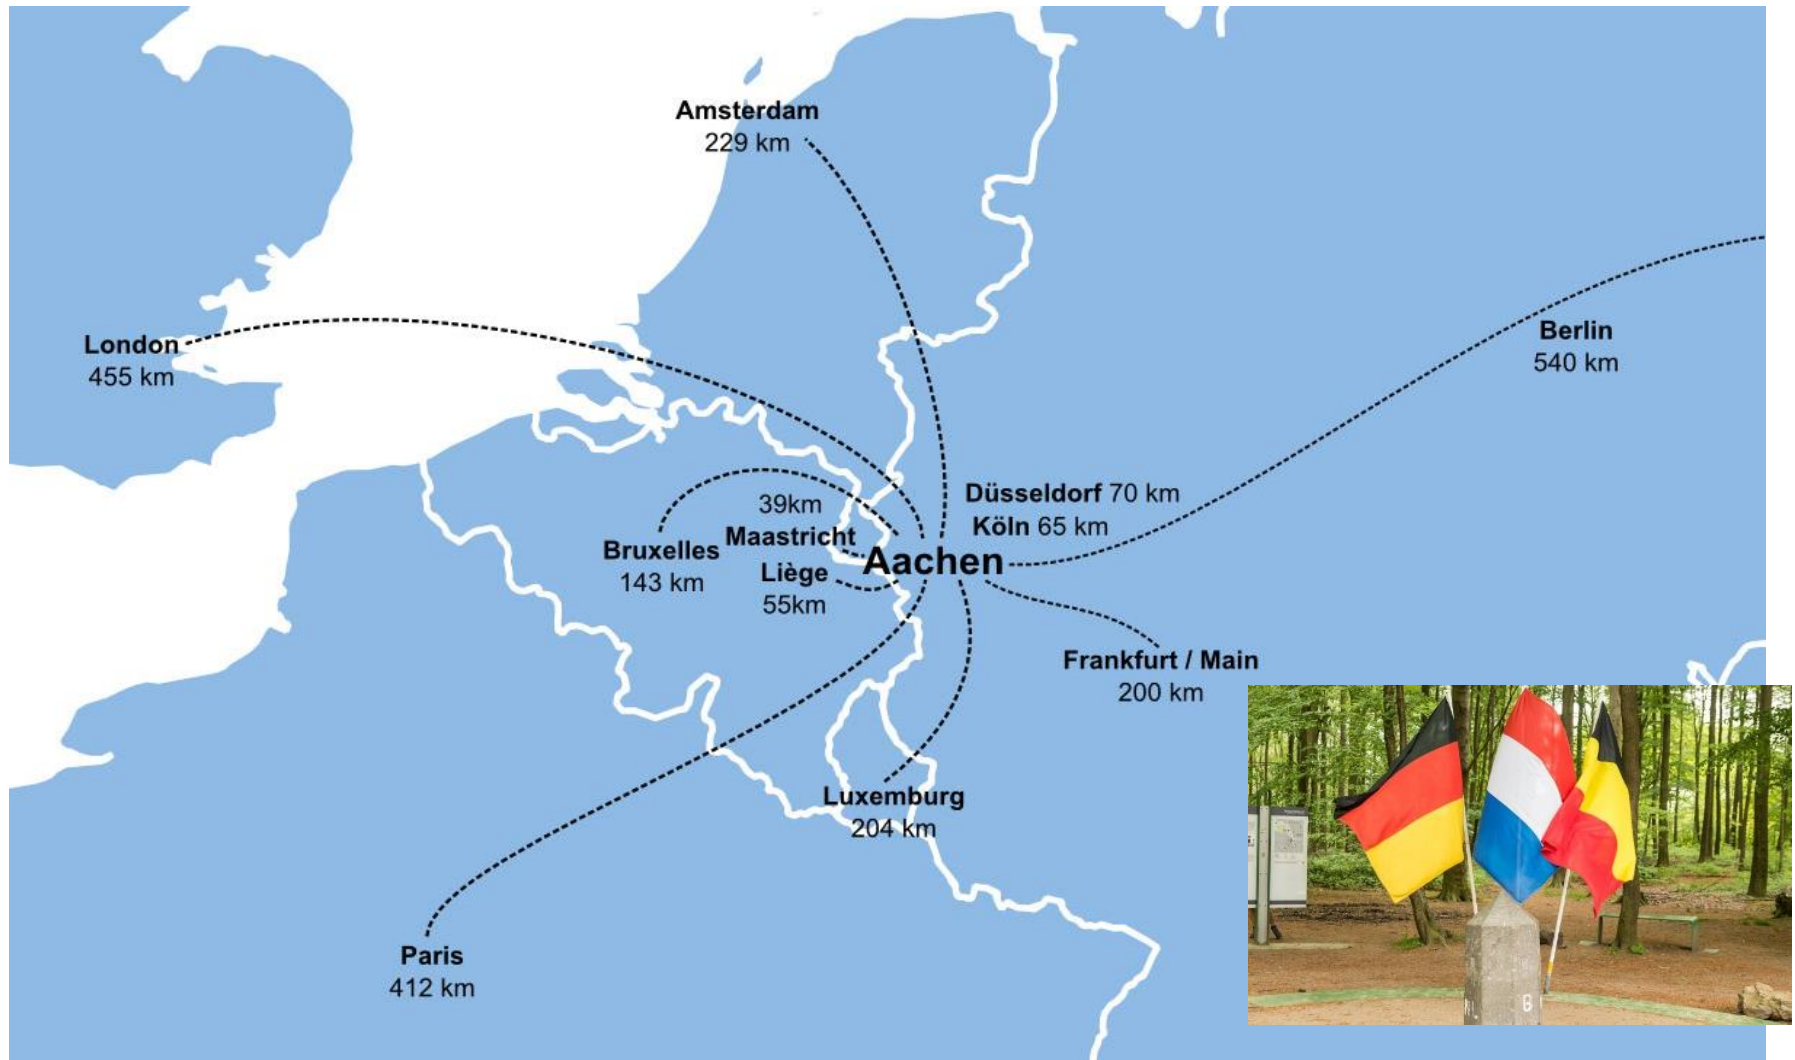 Amsterdam
229 km
London
455 km
Berlin
540 km
39km
Maastricht
Bruxelles
143 km
Liège
55km
Düsseldorf 70 km
Köln 65 km
Aachen
Frankfurt / Main
200 km
Luxemburg
204 km
Paris
412 km
B